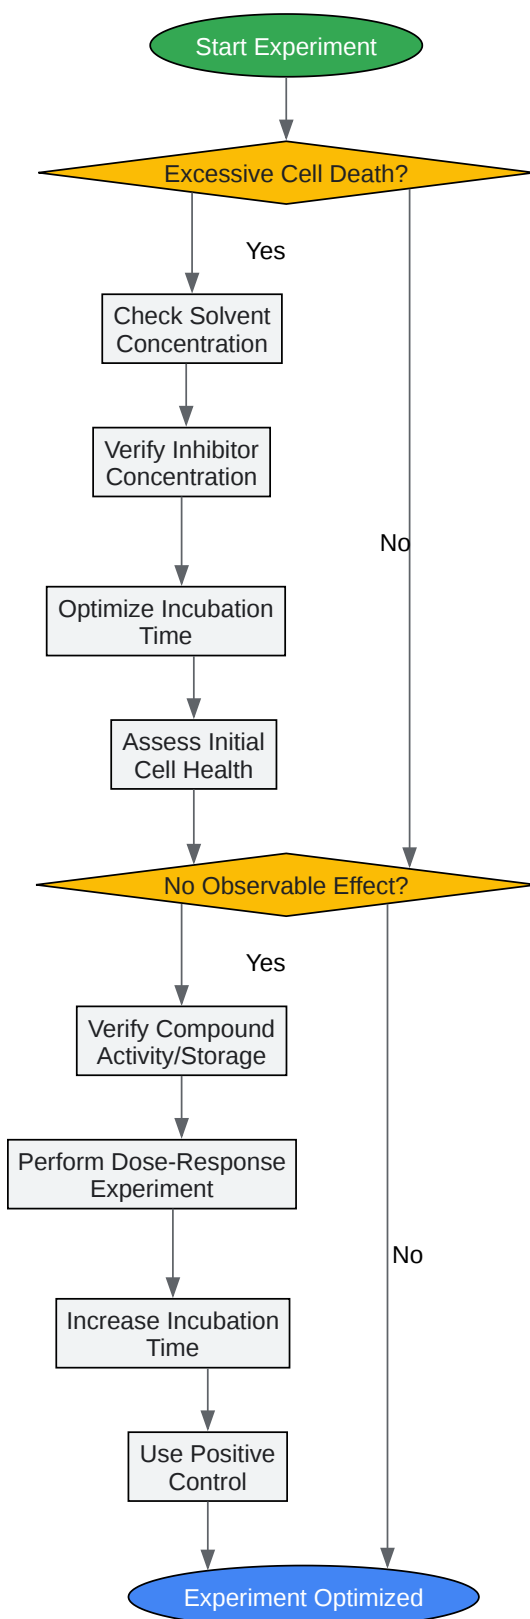 Start Experiment
Excessive Cell Death?
Yes
Check Solvent
Concentration
Verify Inhibitor
Concentration
No
Optimize Incubation
Time
Assess Initial
Cell Health
No Observable Effect?
Yes
Verify Compound
Activity/Storage
Perform Dose-Response
Experiment
No
Increase Incubation
Time
Use Positive
Control
Experiment Optimized